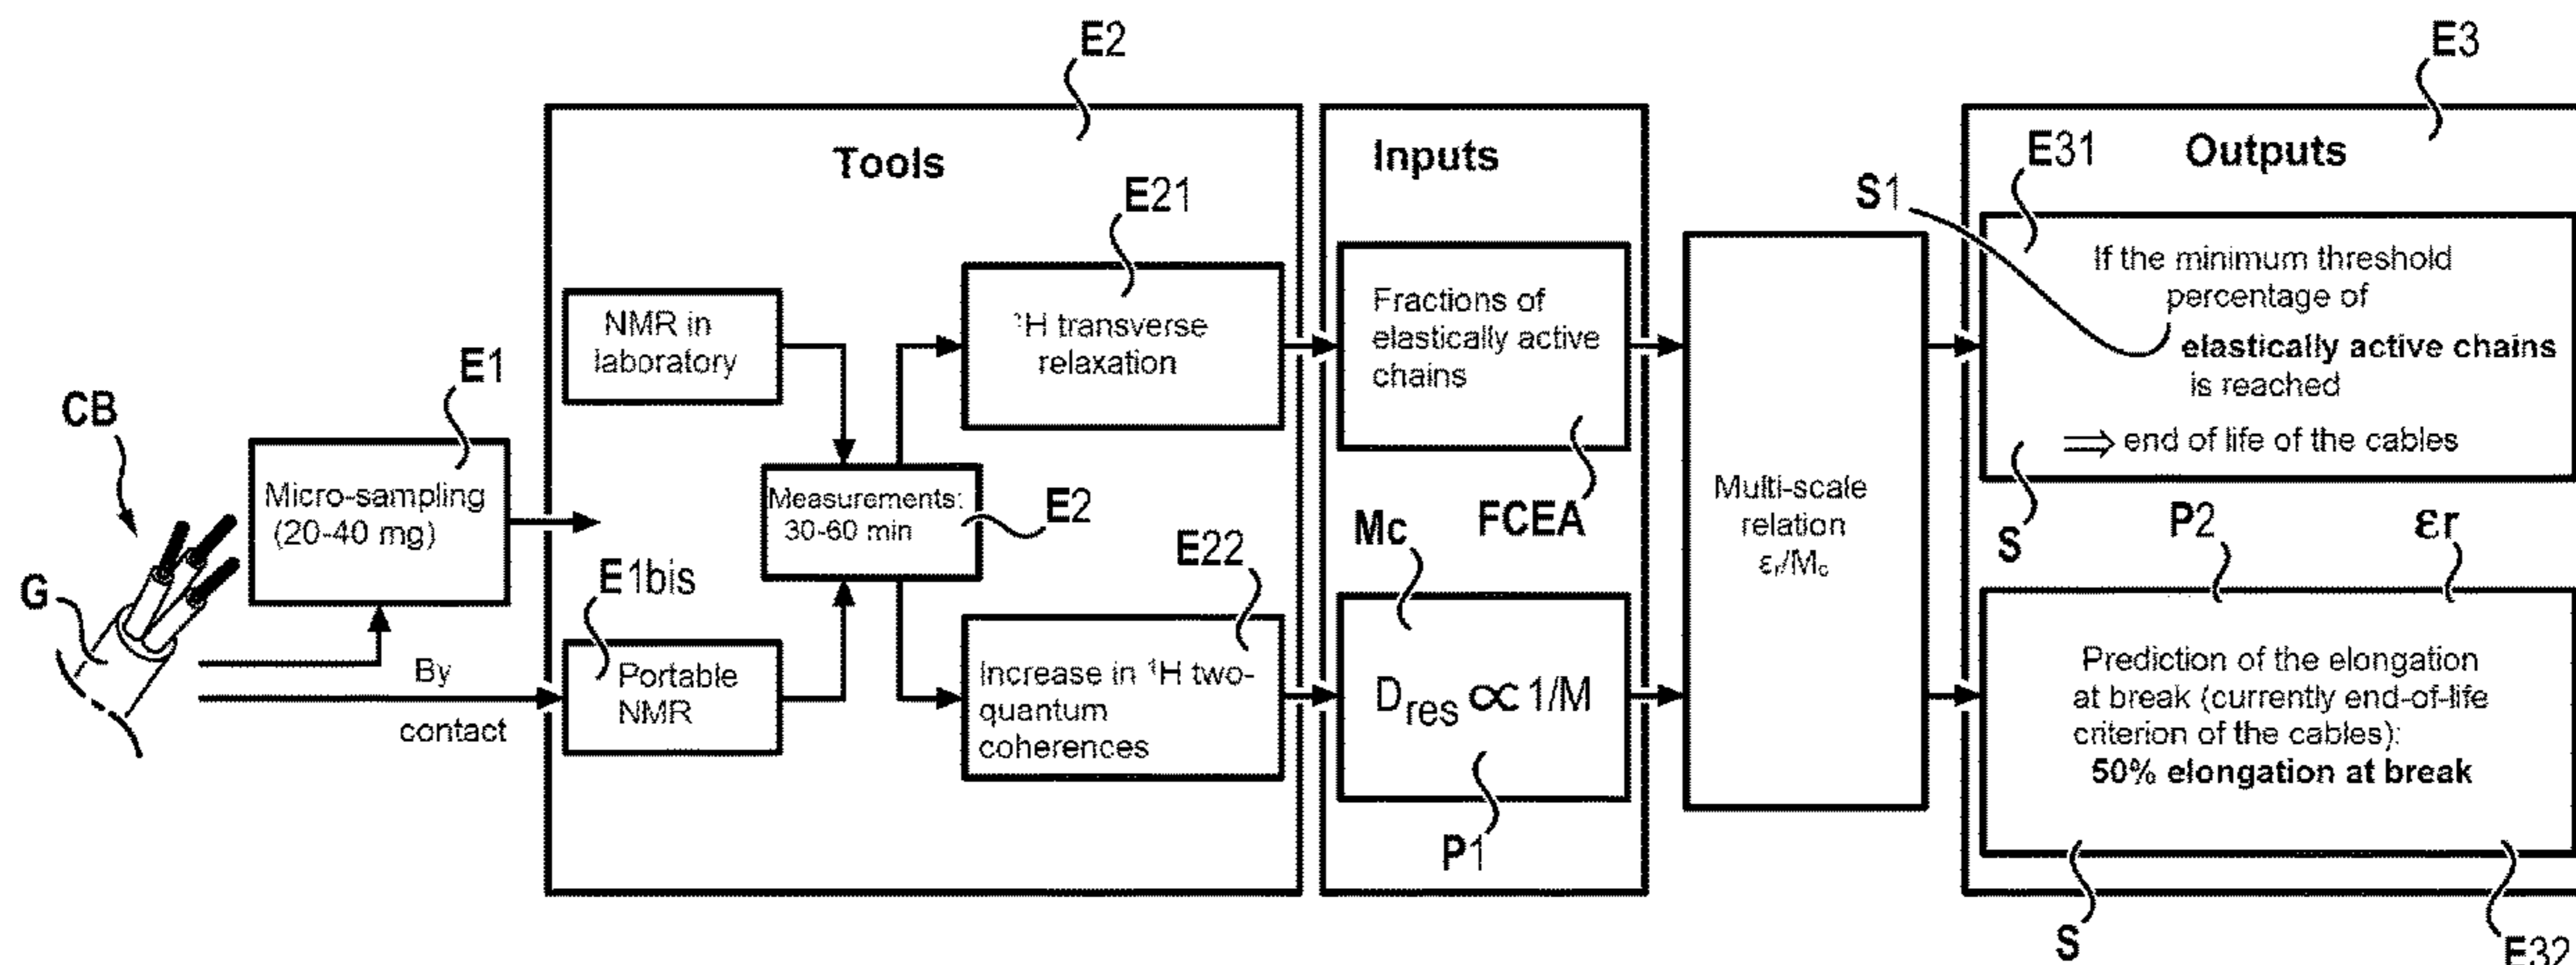 E2
E3
Tools
Inputs
Outputs
E31
S1
E21
If the minimum threshold
percentage of
elastically active chains
is reached
⟹ end of life of the cables
NMR in
laboratory
¹H transverse
relaxation
Fractions of
elastically active
chains
E1
CB
Micro-sampling
(20-40 mg)
Measurements:
30-60 min
E2
Multi-scale
relation
εr/Mc
FCEA
Mc
S
P2
εr
E22
E1bis
G
By
contact
Portable
NMR
Increase in ¹H two-
quantum
coherences
Dres ∝ 1/M
Prediction of the elongation
at break (currently end-of-life
criterion of the cables):
50% elongation at break
P1
S
E32